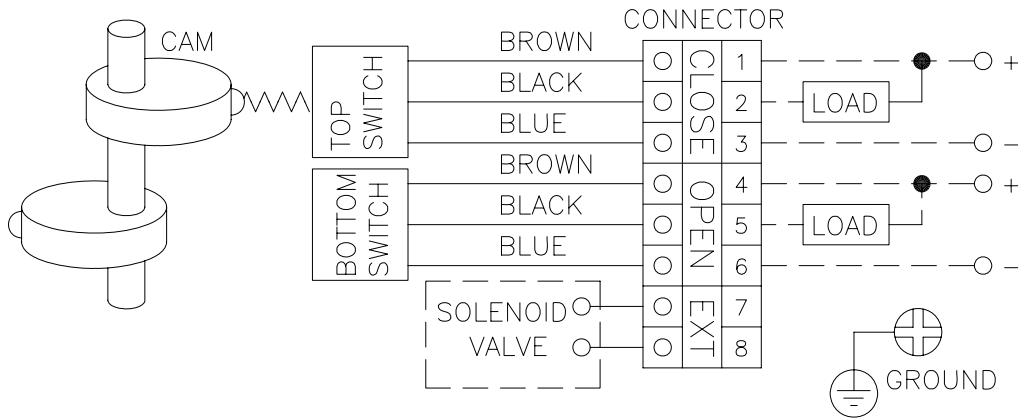 CONNECTOR
CAM
TOP
SWITCH
BROWN
BLACK
BLUE
CLOSE
1
2
3
LOAD
+
−
BOTTOM
SWITCH
BROWN
BLACK
BLUE
OPEN
4
5
6
LOAD
+
−
SOLENOID
VALVE
EXT
7
8
GROUND